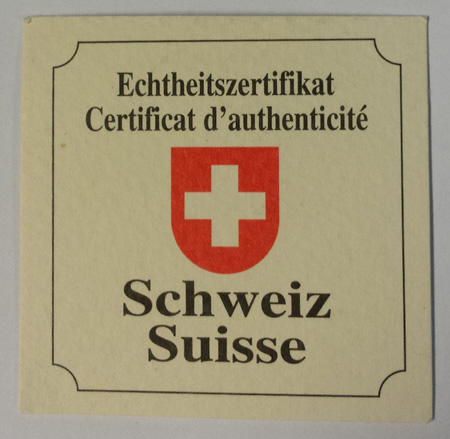 Echtheitszertifikat
Certificat d'authenticité
Schweiz
Suisse